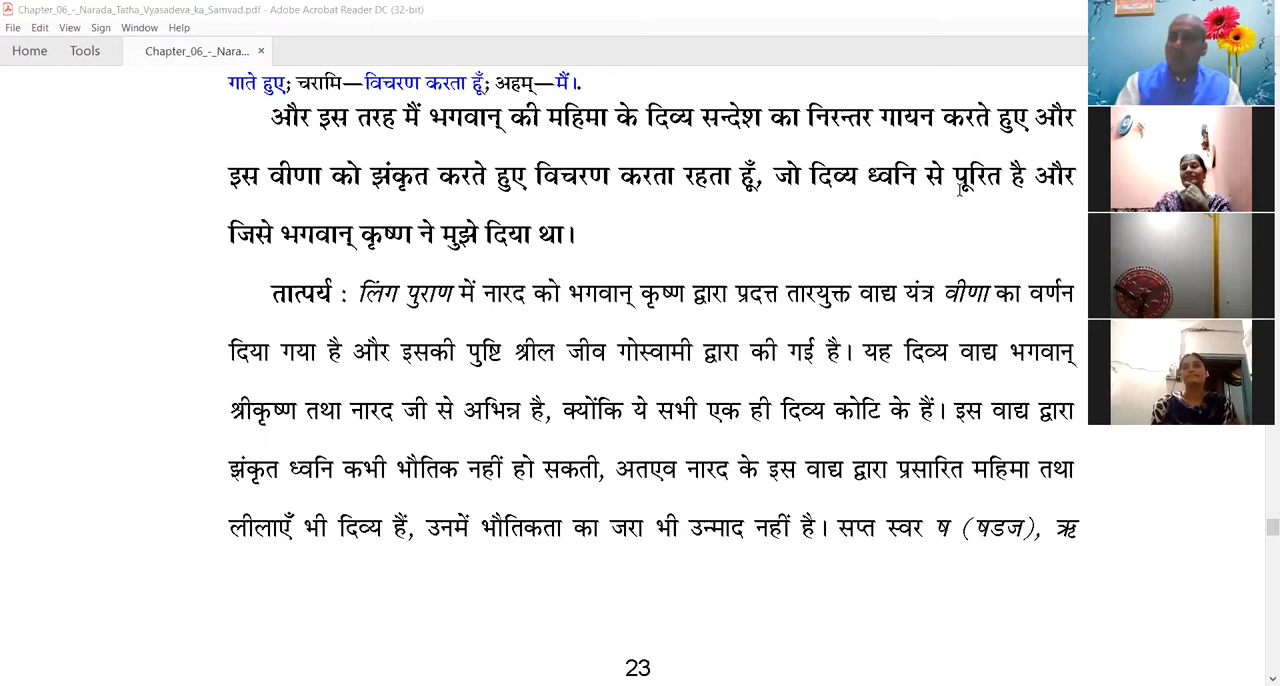 Chapter_06_-_Narada_Tatha_Vyasadeva_ka_Samvad.pdf - Adobe Acrobat Reader DC (32-bit)
File Edit View Sign Window Help
Home Tools Chapter_06_-_Nara... ×
गाते हुए; चरामि—विचरण करता हूँ; अहम्—मैं।.
और इस तरह मैं भगवान् की महिमा के दिव्य सन्देश का निरन्तर गायन करते हुए और
इस वीणा को झंकृत करते हुए विचरण करता रहता हूँ, जो दिव्य ध्वनि से पूरित है और
जिसे भगवान् कृष्ण ने मुझे दिया था।
तात्पर्य : लिंग पुराण में नारद को भगवान् कृष्ण द्वारा प्रदत्त तारयुक्त वाद्य यंत्र वीणा का वर्णन
दिया गया है और इसकी पुष्टि श्रील जीव गोस्वामी द्वारा की गई है। यह दिव्य वाद्य भगवान्
श्रीकृष्ण तथा नारद जी से अभिन्न है, क्योंकि ये सभी एक ही दिव्य कोटि के हैं। इस वाद्य द्वारा
झंकृत ध्वनि कभी भौतिक नहीं हो सकती, अतएव नारद के इस वाद्य द्वारा प्रसारित महिमा तथा
लीलाएँ भी दिव्य हैं, उनमें भौतिकता का जरा भी उन्माद नहीं है। सप्त स्वर ष (षडज), ऋ
23